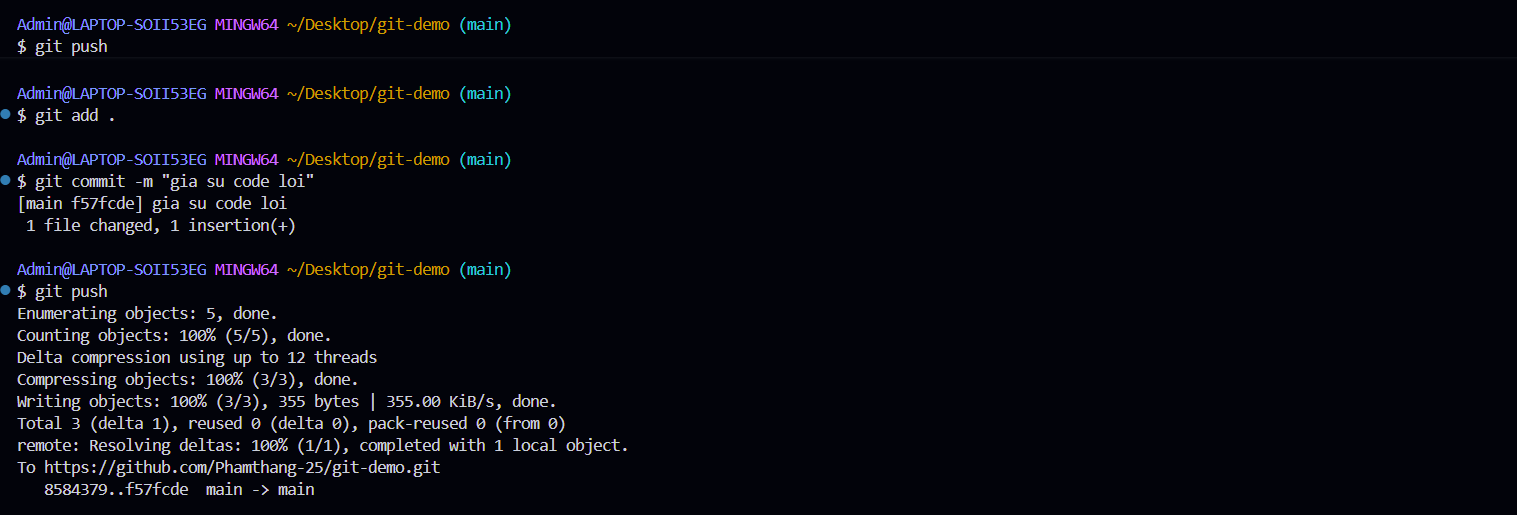 Admin@LAPTOP-SOII53EG MINGW64 ~/Desktop/git-demo (main)
$ git push
Admin@LAPTOP-SOII53EG MINGW64 ~/Desktop/git-demo (main)
$ git add .
Admin@LAPTOP-SOII53EG MINGW64 ~/Desktop/git-demo (main)
$ git commit -m "gia su code loi"
[main f57fcde] gia su code loi
 1 file changed, 1 insertion(+)
Admin@LAPTOP-SOII53EG MINGW64 ~/Desktop/git-demo (main)
$ git push
Enumerating objects: 5, done.
Counting objects: 100% (5/5), done.
Delta compression using up to 12 threads
Compressing objects: 100% (3/3), done.
Writing objects: 100% (3/3), 355 bytes | 355.00 KiB/s, done.
Total 3 (delta 1), reused 0 (delta 0), pack-reused 0 (from 0)
remote: Resolving deltas: 100% (1/1), completed with 1 local object.
To https://github.com/Phamthang-25/git-demo.git
   8584379..f57fcde  main -> main